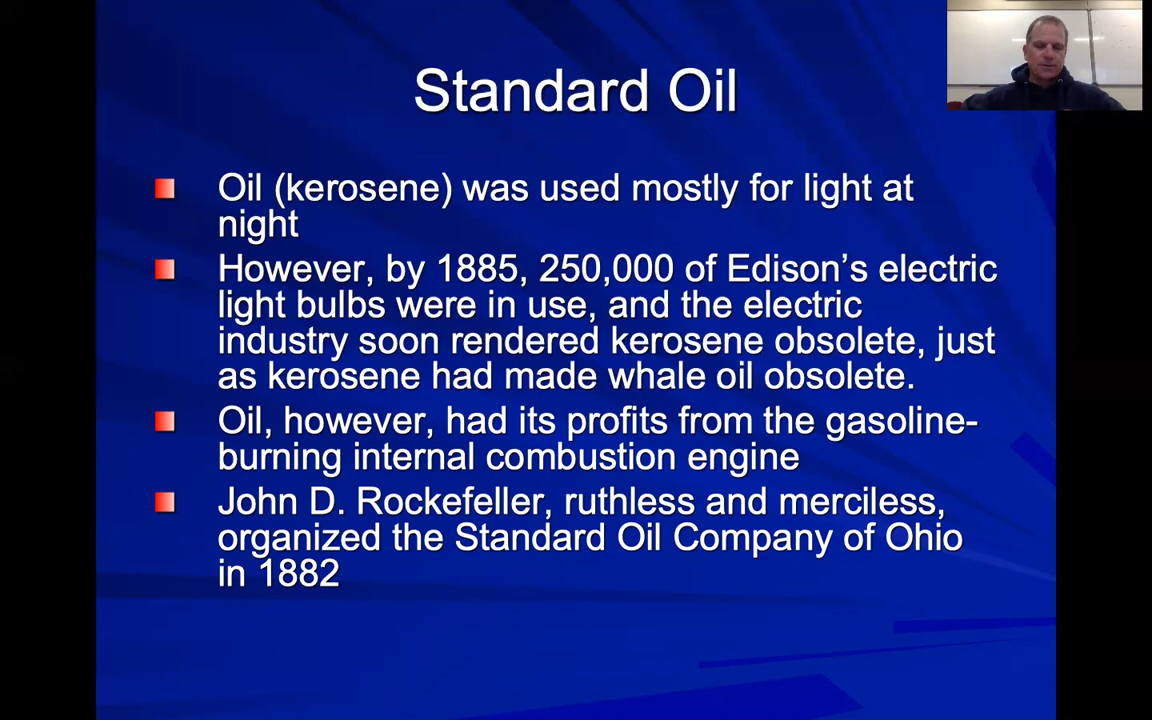 Standard Oil
Oil (kerosene) was used mostly for light at
night
However, by 1885, 250,000 of Edison's electric
light bulbs were in use, and the electric
industry soon rendered kerosene obsolete, just
as kerosene had made whale oil obsolete.
Oil, however, had its profits from the gasoline-
burning internal combustion engine
John D. Rockefeller, ruthless and merciless,
organized the Standard Oil Company of Ohio
in 1882